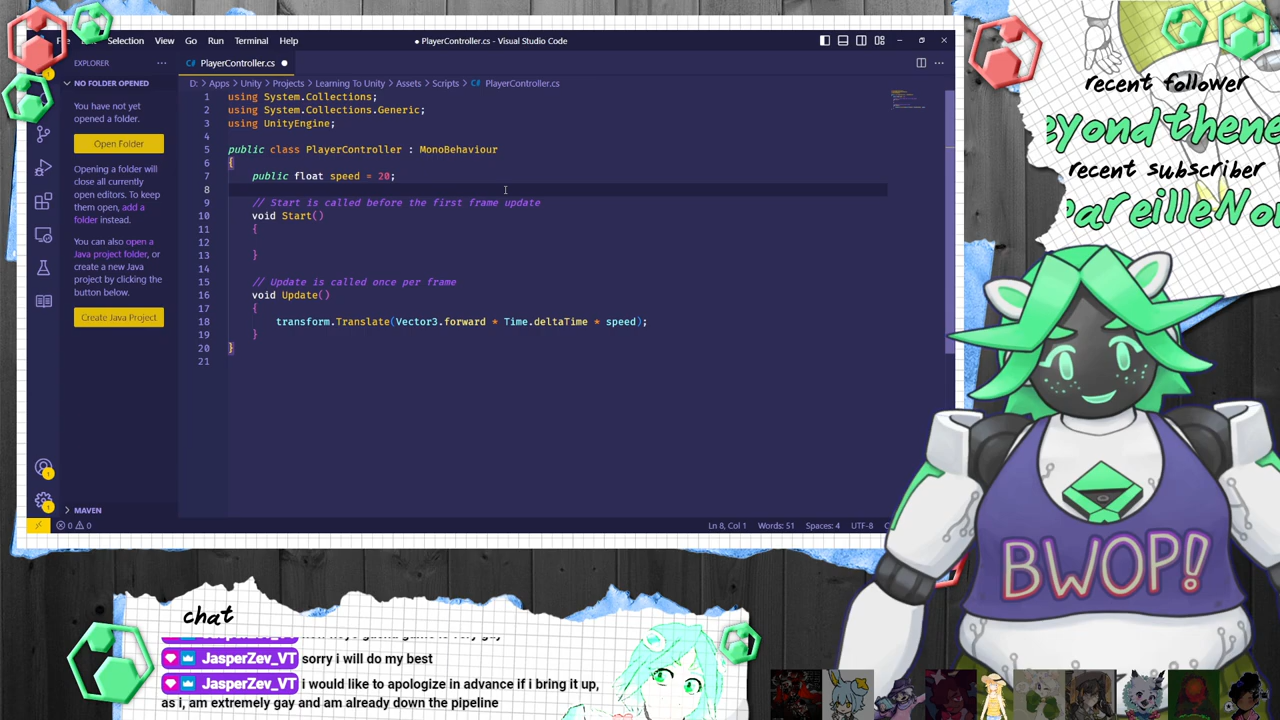 Selection View Go Run Terminal Help
● PlayerController.cs - Visual Studio Code
EXPLORER ···
PlayerController.cs ●
NO FOLDER OPENED
D: > Apps > Unity > Projects > Learning To Unity > Assets > Scripts > PlayerController.cs
You have not yet
opened a folder.
Open Folder
Opening a folder will
close all currently
open editors. To keep
them open, add a
folder instead.
You can also open a
Java project folder, or
create a new Java
project by clicking the
button below.
Create Java Project
MAVEN
1 using System.Collections;
2 using System.Collections.Generic;
3 using UnityEngine;
4
5 public class PlayerController : MonoBehaviour
6 {
7 public float speed = 20;
8
9 // Start is called before the first frame update
10 void Start()
11 {
12
13 }
14
15 // Update is called once per frame
16 void Update()
17 {
18 transform.Translate(Vector3.forward * Time.deltaTime * speed);
19 }
20 }
21
0 0
Ln 8, Col 1 Words: 51 Spaces: 4 UTF-8
recent follower
eyondthene
recent subscriber
areilleNo
BWOP!
chat
JasperZev_VT sorry i will do my best
JasperZev_VT i would like to apologize in advance if i bring it up,
as i, am extremely gay and am already down the pipeline